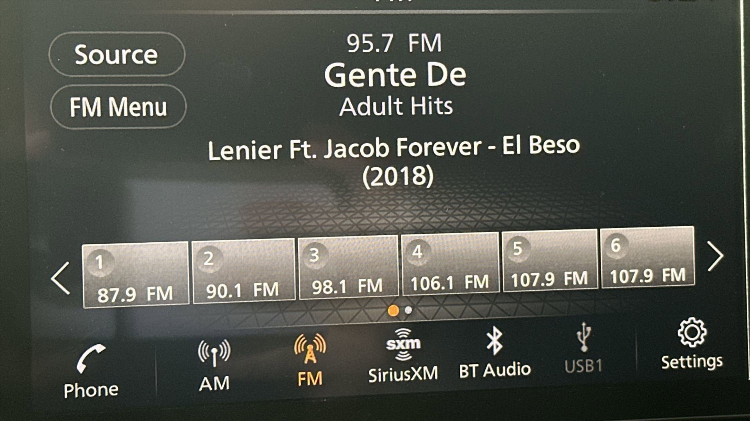 Source
95.7 FM
Gente De
FM Menu
Adult Hits
Lenier Ft. Jacob Forever - El Beso
(2018)
1 2 3 4 5 6
87.9 FM 90.1 FM 98.1 FM 106.1 FM 107.9 FM 107.9 FM
Phone AM FM SiriusXM BT Audio USB1 Settings
sxm